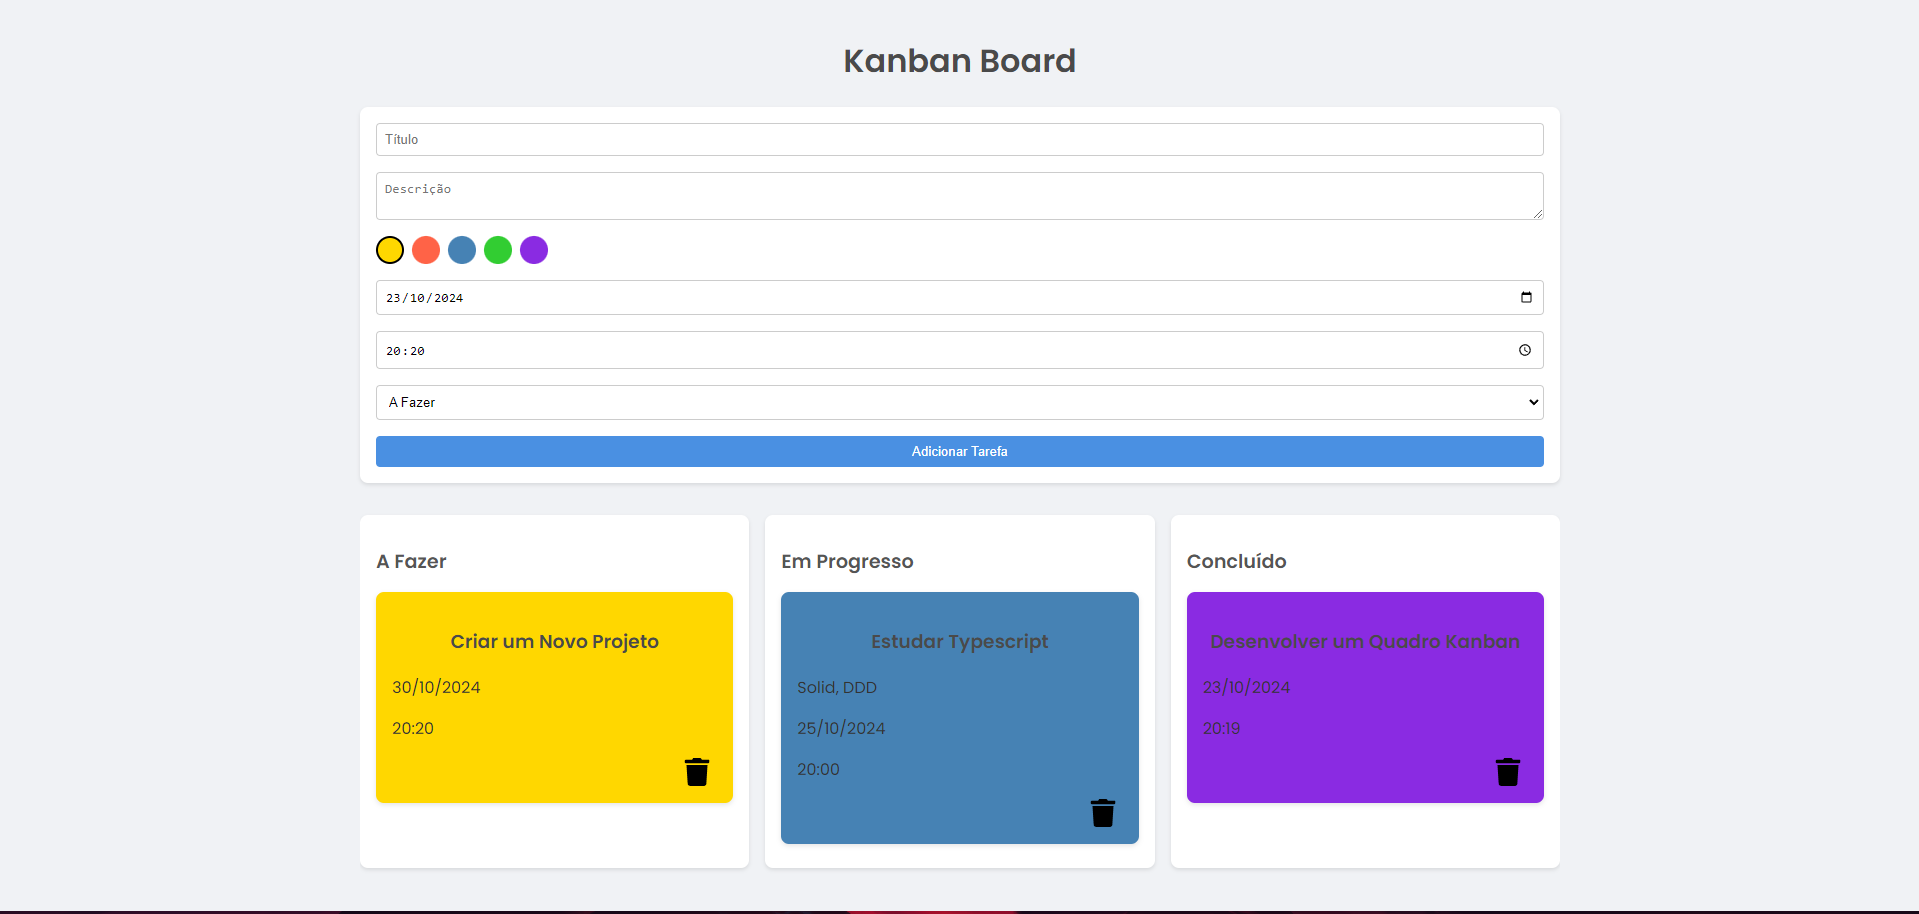 Kanban Board
Título
Descrição
23/10/2024
20:20
A Fazer
Adicionar Tarefa
A Fazer
Criar um Novo Projeto
30/10/2024
20:20
Em Progresso
Estudar Typescript
Solid, DDD
25/10/2024
20:00
Concluído
Desenvolver um Quadro Kanban
23/10/2024
20:19